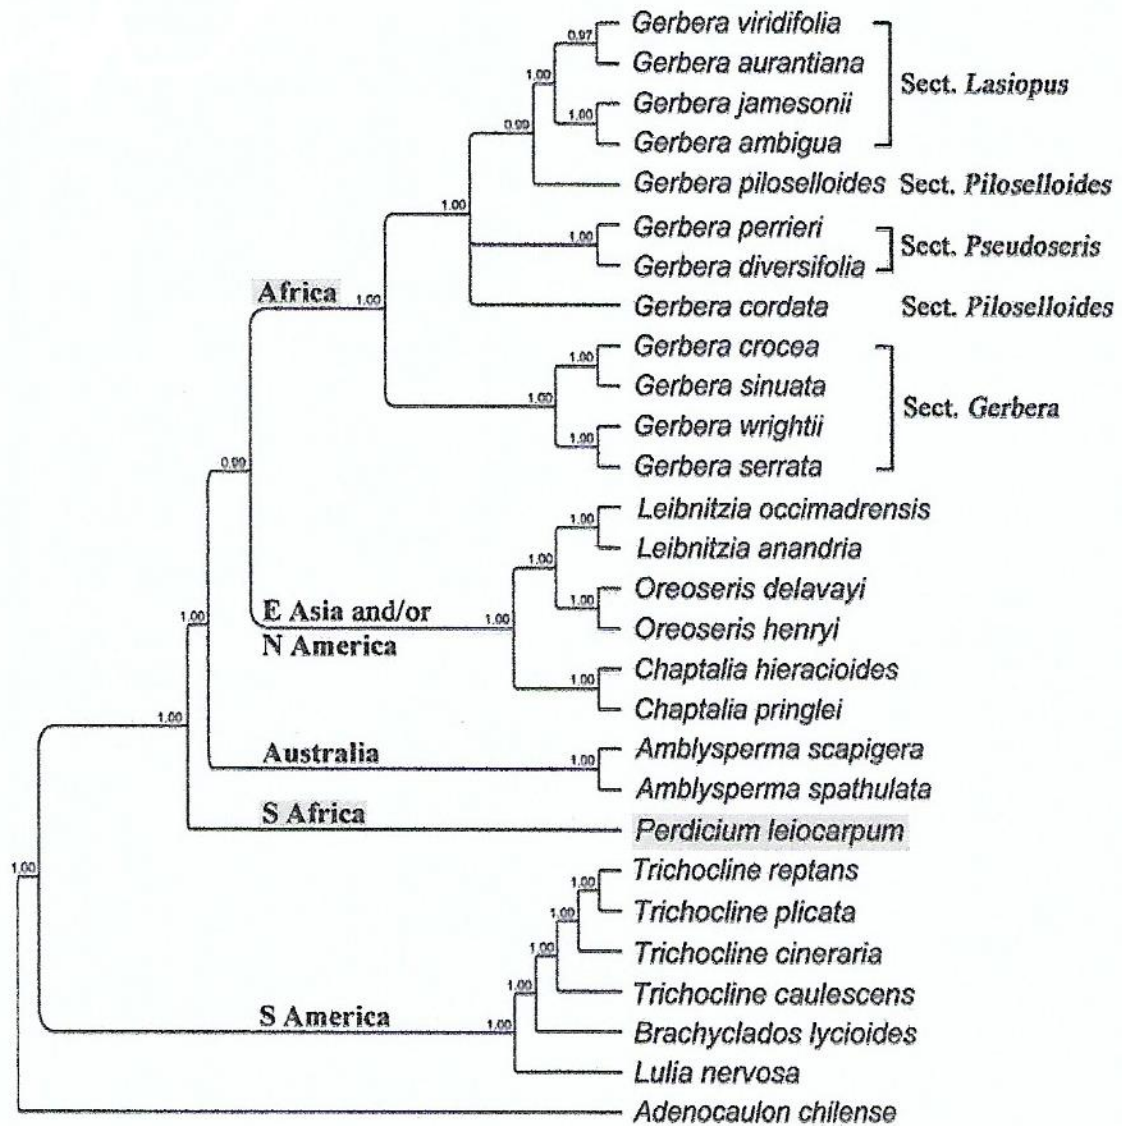 Gerbera viridifolia
0.97
Gerbera aurantiana
1.00
Sect. Lasiopus
Gerbera jamesonii
1.00
0.99
Gerbera ambigua
Gerbera piloselloides Sect. Piloselloides
1.00
Gerbera perrieri
1.00
Sect. Pseudoseris
Gerbera diversifolia
Africa
1.00
Gerbera cordata Sect. Piloselloides
Gerbera crocea
1.00
Gerbera sinuata
1.00
Sect. Gerbera
Gerbera wrightii
1.00
Gerbera serrata
0.99
Leibnitzia occimadrensis
1.00
Leibnitzia anandria
1.00
Oreoseris delavayi
1.00
E Asia and/or
1.00
1.00
Oreoseris henryi
N America
Chaptalia hieracioides
1.00
Chaptalia pringlei
1.00
Amblysperma scapigera
Australia
1.00
Amblysperma spathulata
S Africa
Perdicium leiocarpum
1.00
Trichocline reptans
1.00
Trichocline plicata
1.00
Trichocline cineraria
1.00
Trichocline caulescens
1.00
S America
1.00
Brachyclados lycioides
Lulia nervosa
Adenocaulon chilense